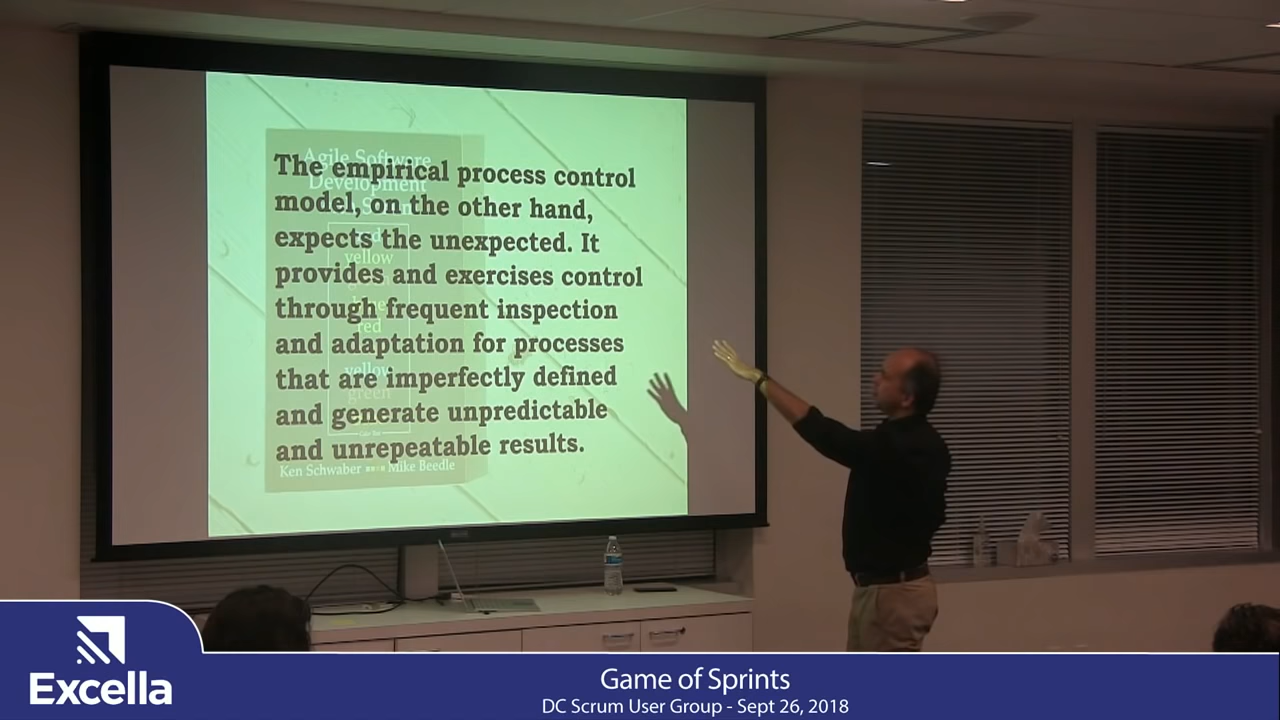 The empirical process control
model, on the other hand,
expects the unexpected. It
provides and exercises control
through frequent inspection
and adaptation for processes
that are imperfectly defined
and generate unpredictable
and unrepeatable results.
Agile Software
Development
yellow
red
yellow
green
Ken Schwaber Mike Beedle
Excella
Game of Sprints
DC Scrum User Group - Sept 26, 2018